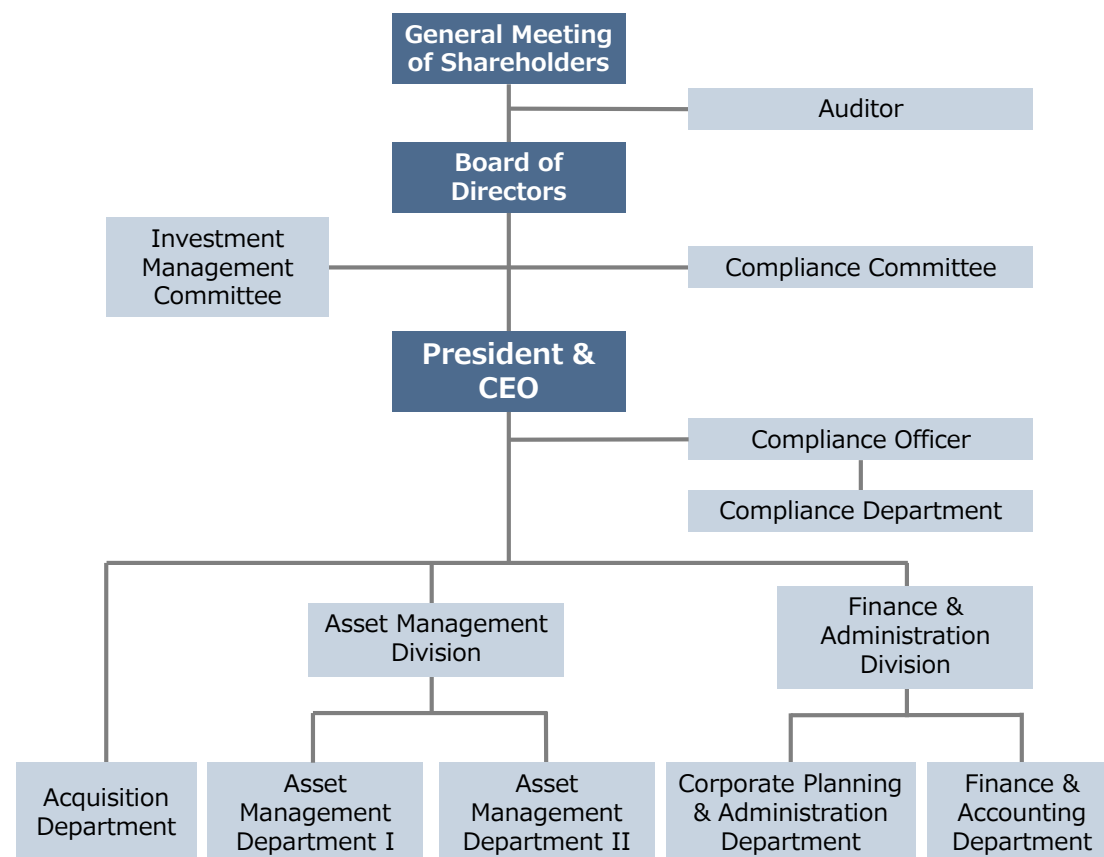 General Meeting
of Shareholders
Auditor
Board of
Directors
Investment
Management
Committee
Compliance Committee
President &
CEO
Compliance Officer
Compliance Department
Asset Management
Division
Finance &
Administration
Division
Acquisition
Department
Asset
Management
Department I
Asset
Management
Department II
Corporate Planning
& Administration
Department
Finance &
Accounting
Department